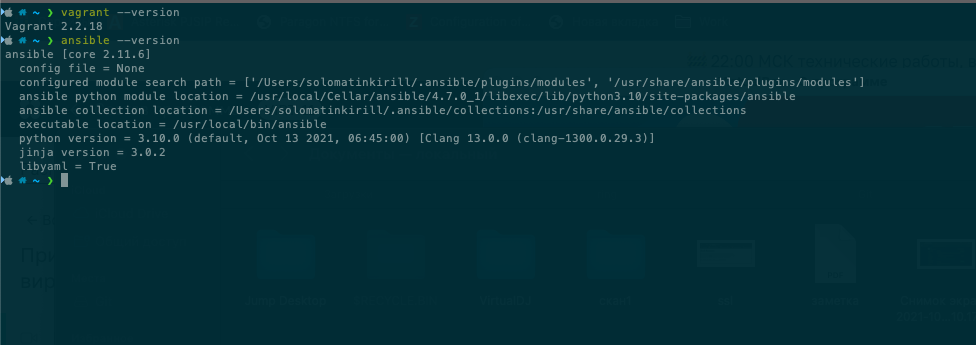 ~ ❯ vagrant --version
Vagrant 2.2.18
~ ❯ ansible --version
ansible [core 2.11.6]
config file = None
configured module search path = ['/Users/solomatinkirill/.ansible/plugins/modules', '/usr/share/ansible/plugins/modules']
ansible python module location = /usr/local/Cellar/ansible/4.7.0_1/libexec/lib/python3.10/site-packages/ansible
ansible collection location = /Users/solomatinkirill/.ansible/collections:/usr/share/ansible/collections
executable location = /usr/local/bin/ansible
python version = 3.10.0 (default, Oct 13 2021, 06:45:00) [Clang 13.0.0 (clang-1300.0.29.3)]
jinja version = 3.0.2
libyaml = True
~ ❯